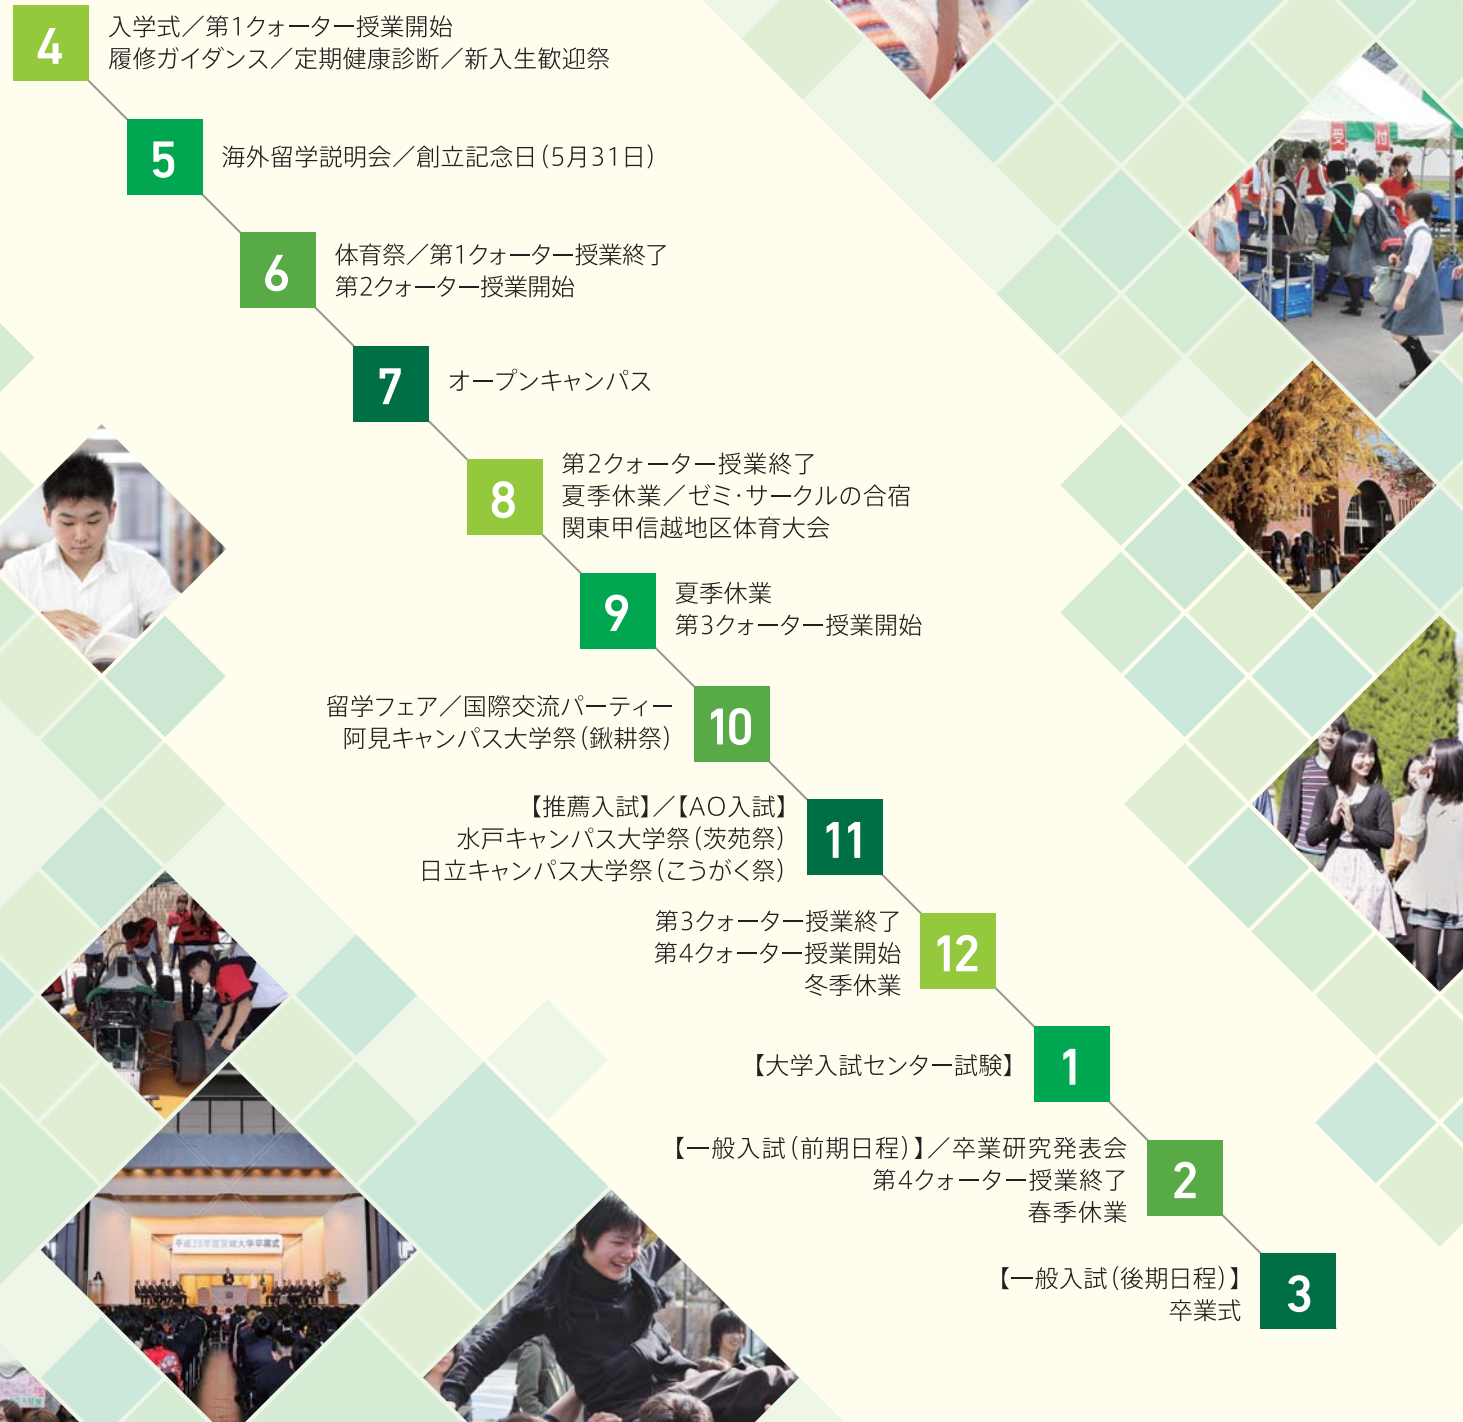 4
入学式／第1クォーター授業開始
履修ガイダンス／定期健康診断／新入生歓迎祭
5
海外留学説明会／創立記念日（5月31日）
6
体育祭／第1クォーター授業終了
第2クォーター授業開始
7
オープンキャンパス
8
第2クォーター授業終了
夏季休業／ゼミ・サークルの合宿
関東甲信越地区体育大会
9
夏季休業
第3クォーター授業開始
10
留学フェア／国際交流パーティー
阿見キャンパス大学祭（鍬耕祭）
11
【推薦入試】／【AO入試】
水戸キャンパス大学祭（茨苑祭）
日立キャンパス大学祭（こうがく祭）
12
第3クォーター授業終了
第4クォーター授業開始
冬季休業
1
【大学入試センター試験】
2
【一般入試（前期日程）】／卒業研究発表会
第4クォーター授業終了
春季休業
3
【一般入試（後期日程）】
卒業式
受付
平成28年度茨城大学卒業式